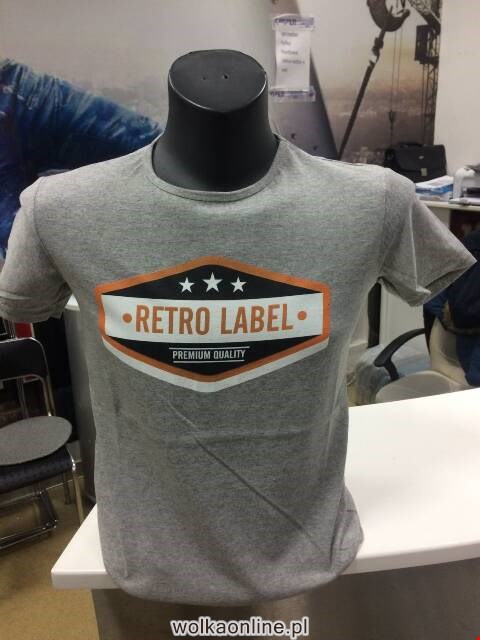 • RETRO LABEL •
PREMIUM QUALITY
wolkaonline.pl